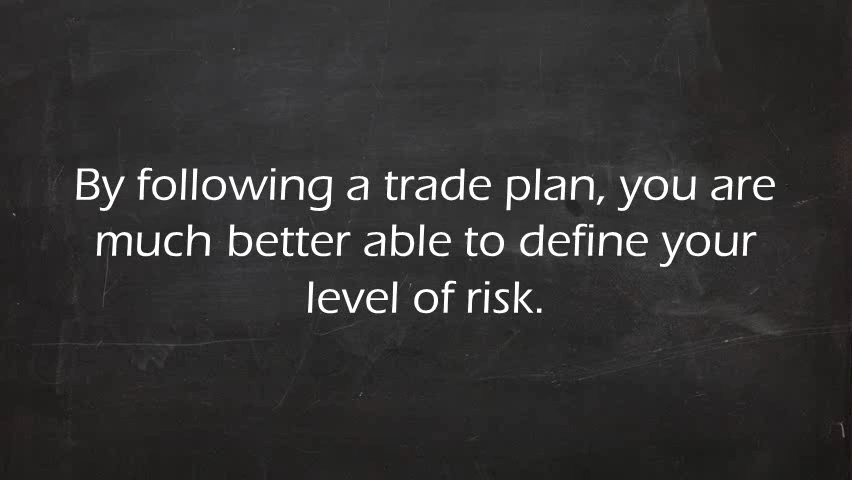 By following a trade plan, you are
much better able to define your
level of risk.